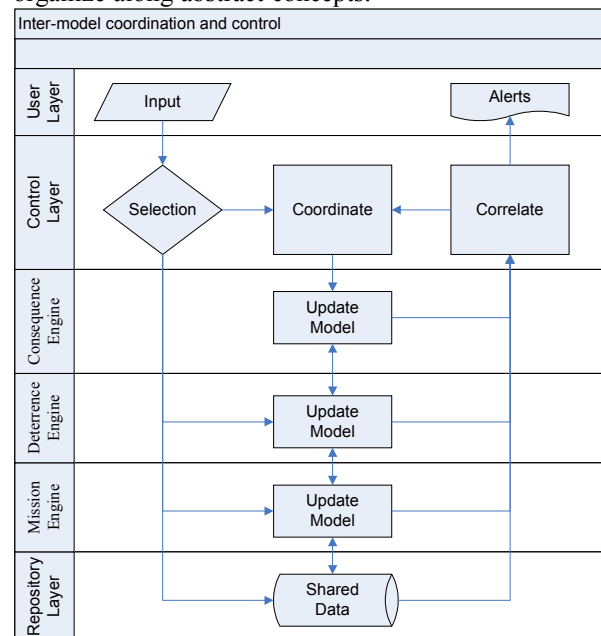 organize along abstract concepts.
Inter-model coordination and control
User
Layer
Input
Alerts
Control
Layer
Selection
Coordinate
Correlate
Consequence
Engine
Update
Model
Deterrence
Engine
Update
Model
Mission
Engine
Update
Model
Repository
Layer
Shared
Data